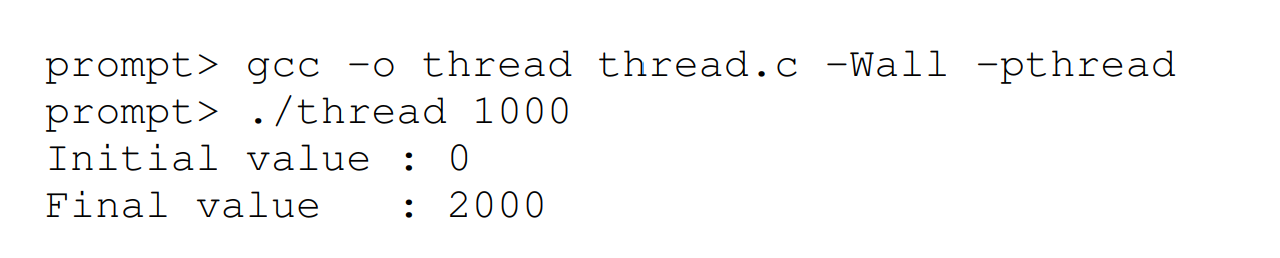 prompt> gcc -o thread thread.c -Wall -pthread
prompt> ./thread 1000
Initial value : 0
Final value   : 2000